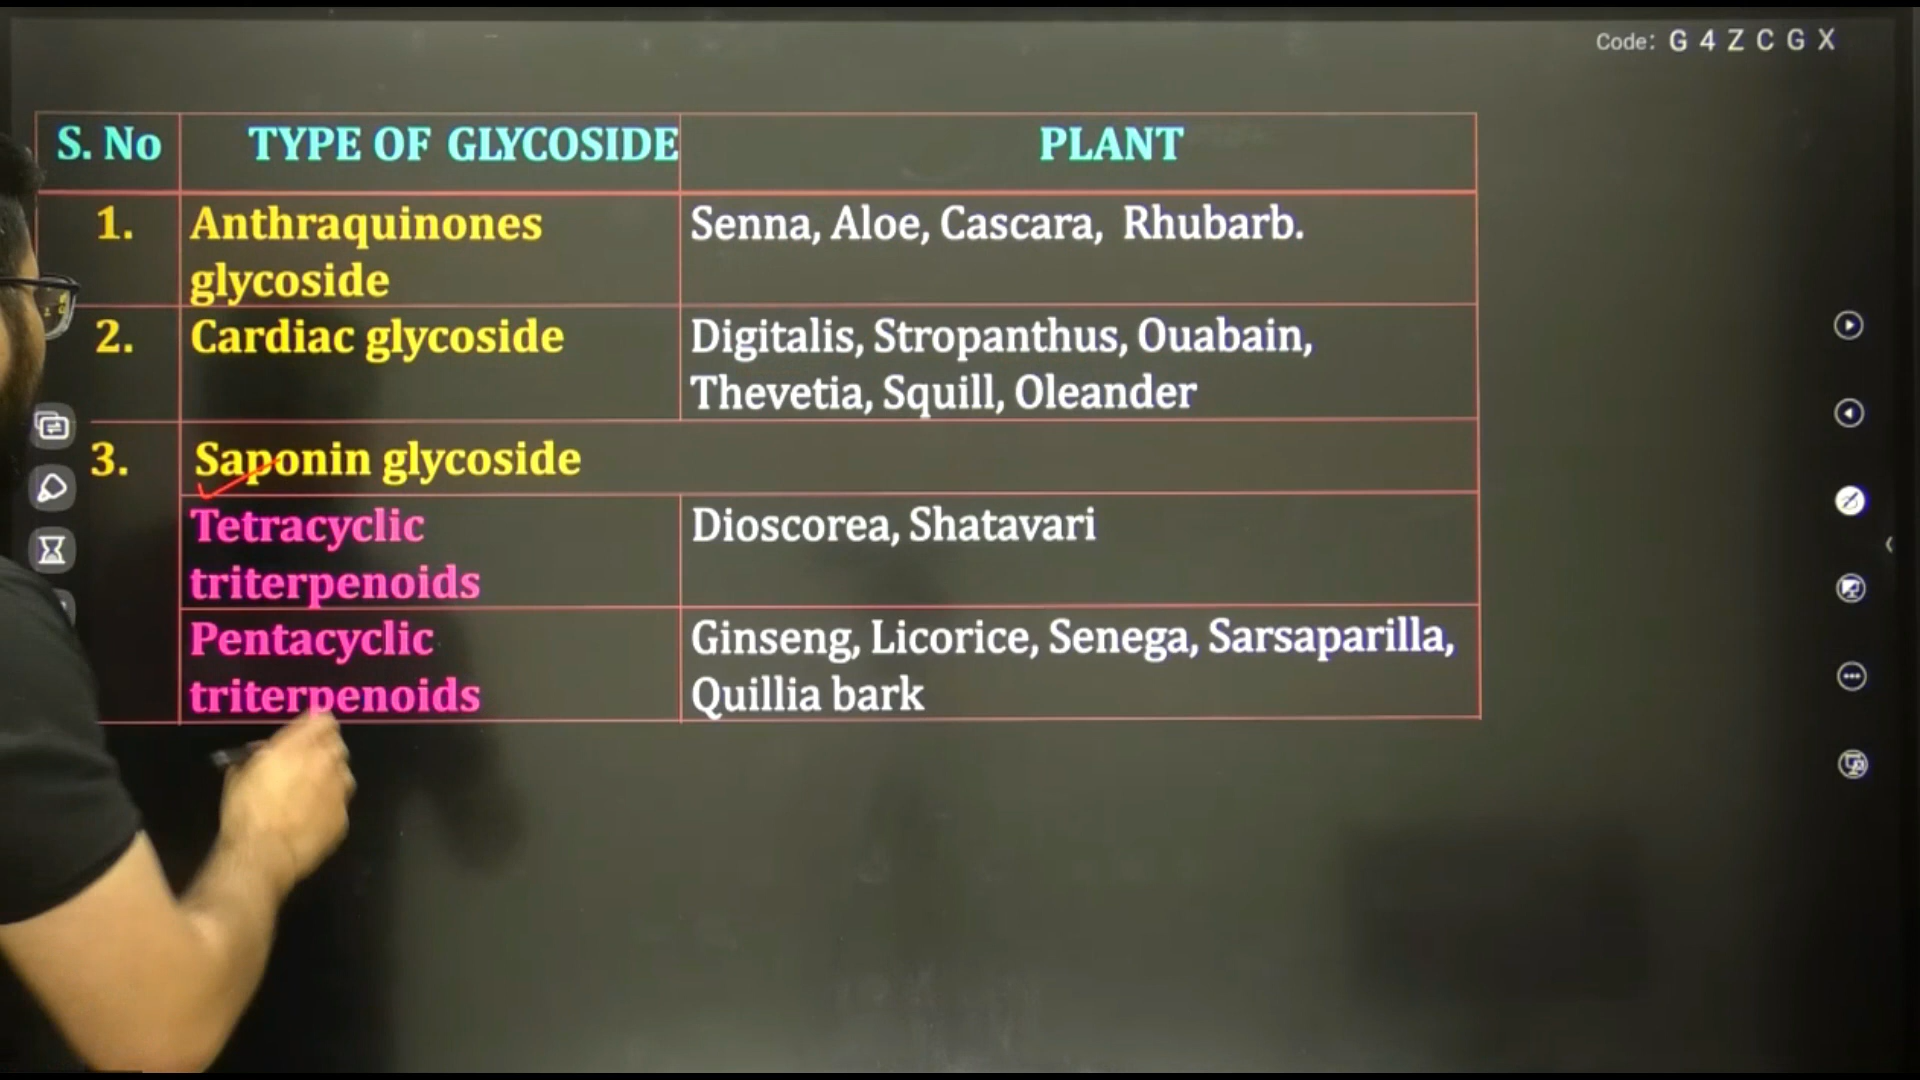 Code: G 4 Z C G X
S. No TYPE OF GLYCOSIDE PLANT
1. Anthraquinones Senna, Aloe, Cascara, Rhubarb.
glycoside
2. Cardiac glycoside Digitalis, Stropanthus, Ouabain,
Thevetia, Squill, Oleander
3. Saponin glycoside
Tetracyclic Dioscorea, Shatavari
triterpenoids
Pentacyclic Ginseng, Licorice, Senega, Sarsaparilla,
triterpenoids Quillia bark